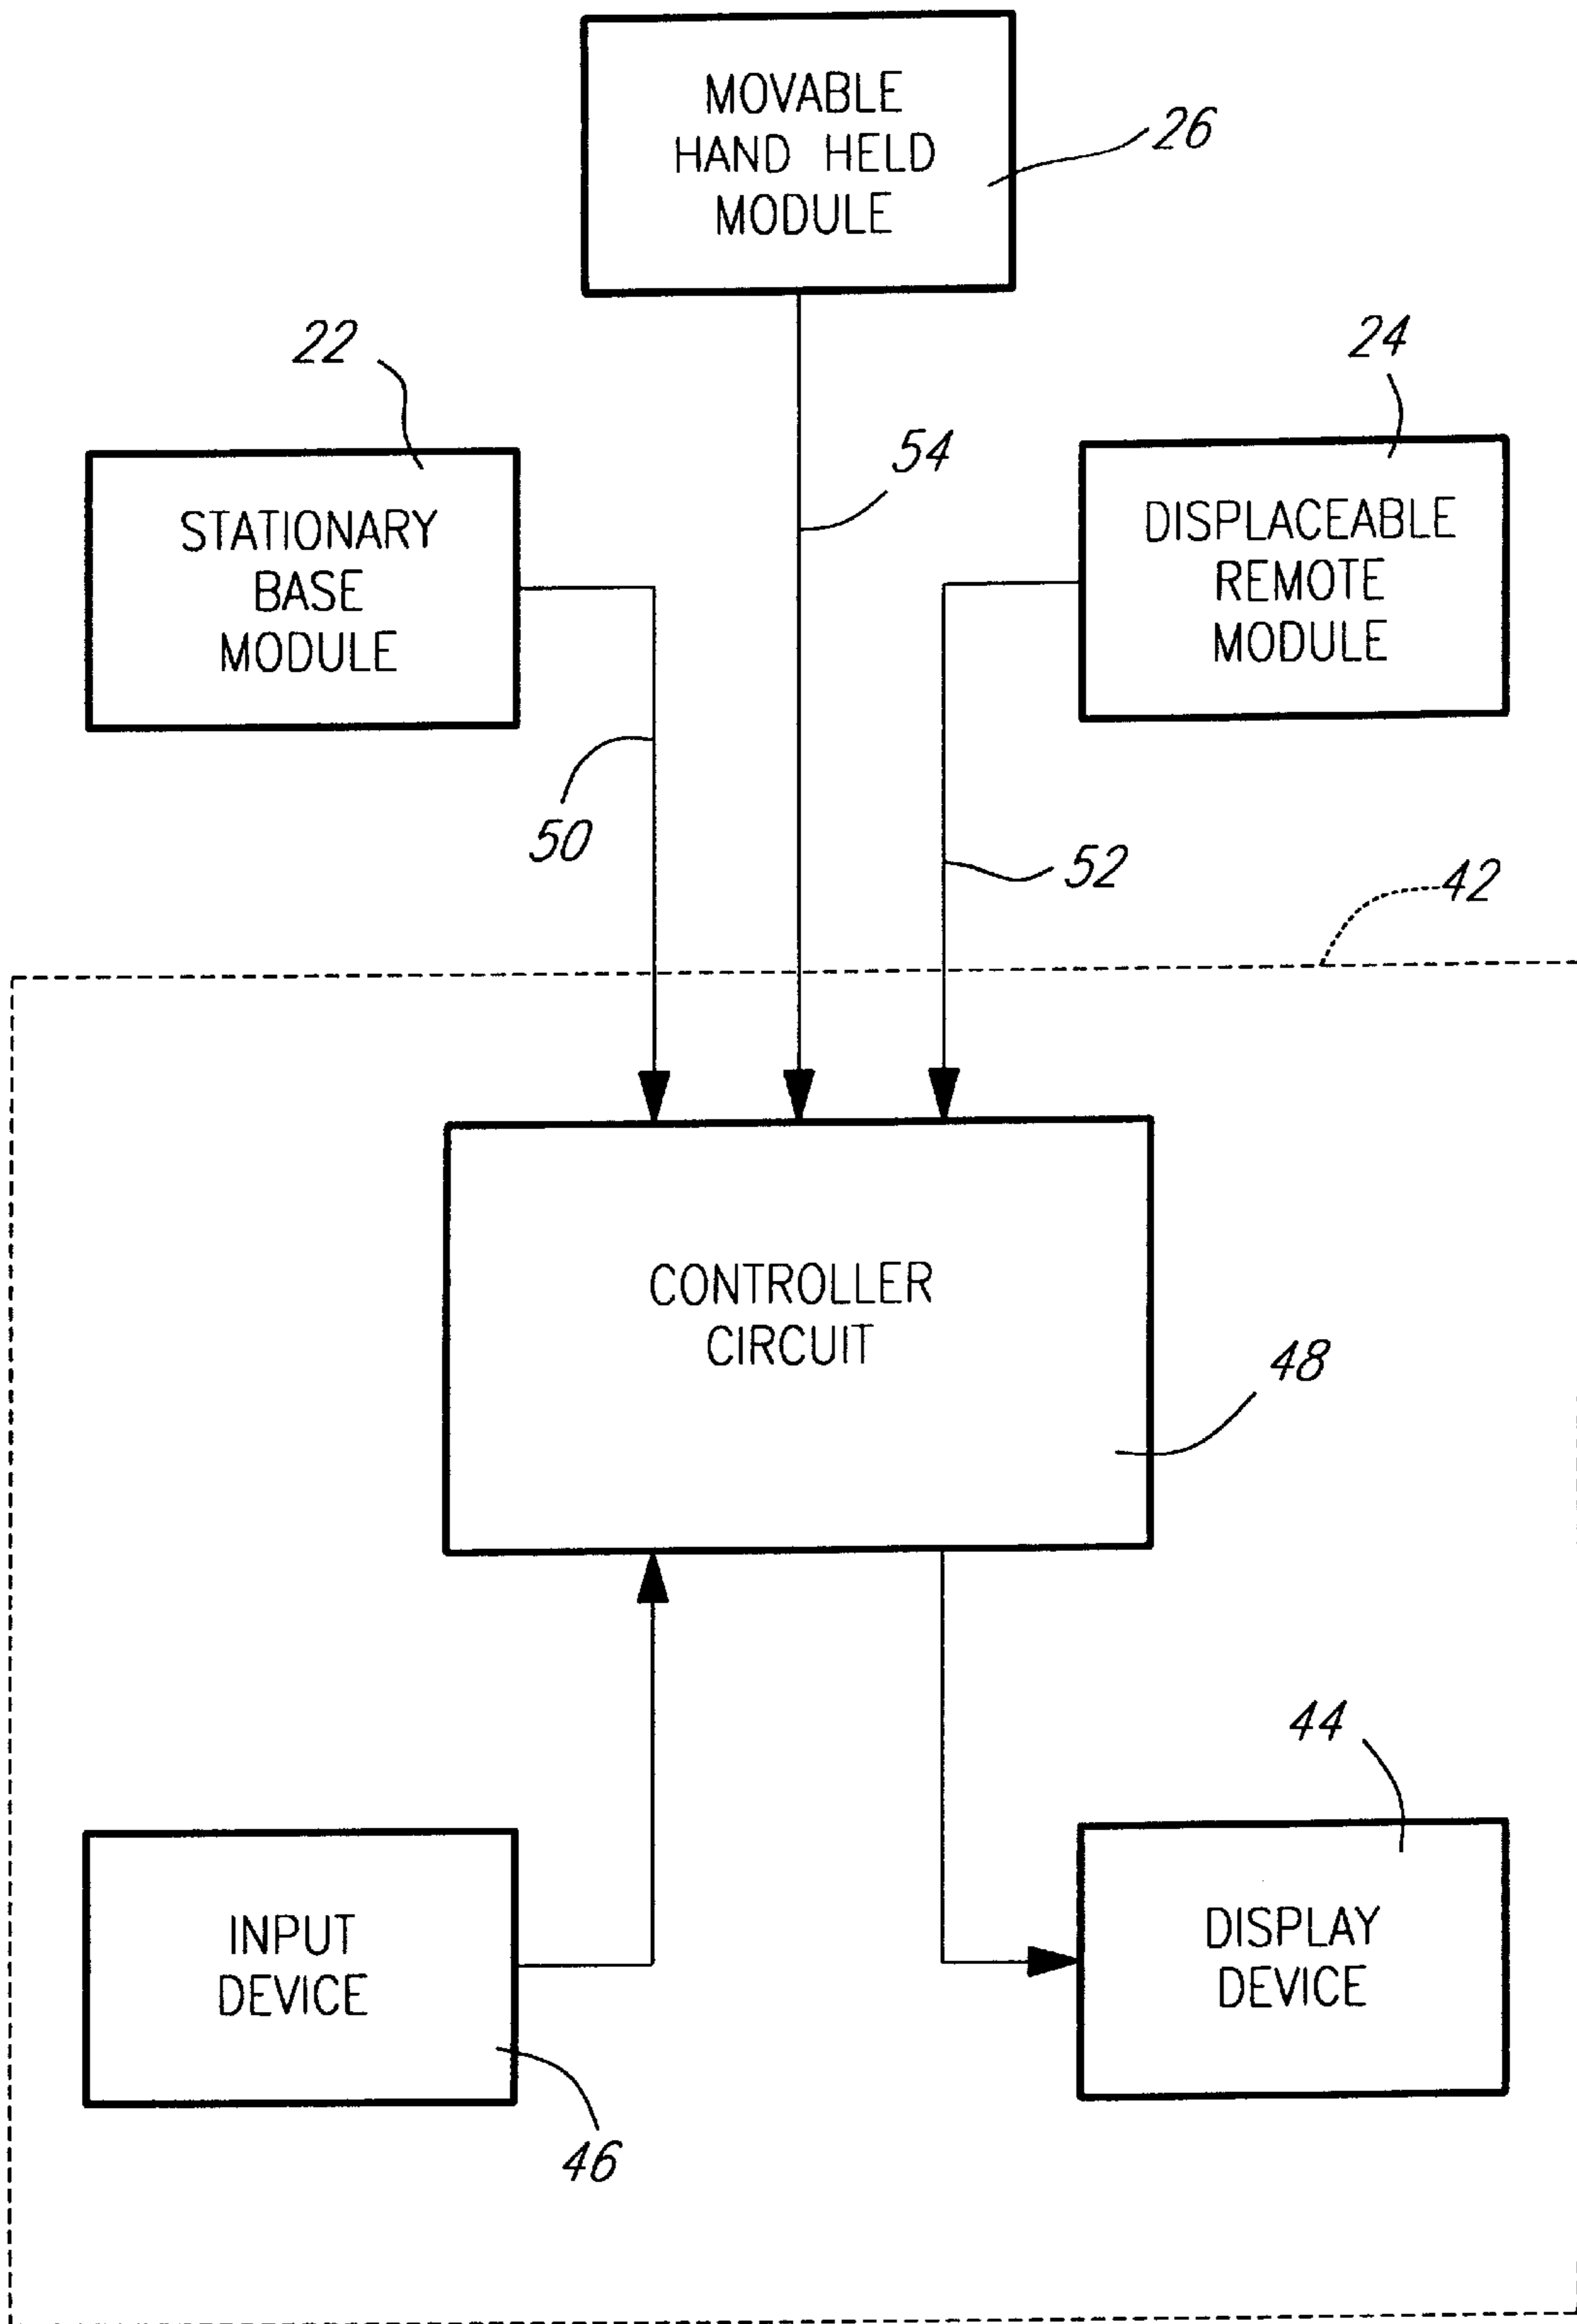 MOVABLE
HAND HELD
MODULE
26
22
24
54
STATIONARY
BASE
MODULE
DISPLACEABLE
REMOTE
MODULE
50
52
42
CONTROLLER
CIRCUIT
48
44
INPUT
DEVICE
DISPLAY
DEVICE
46